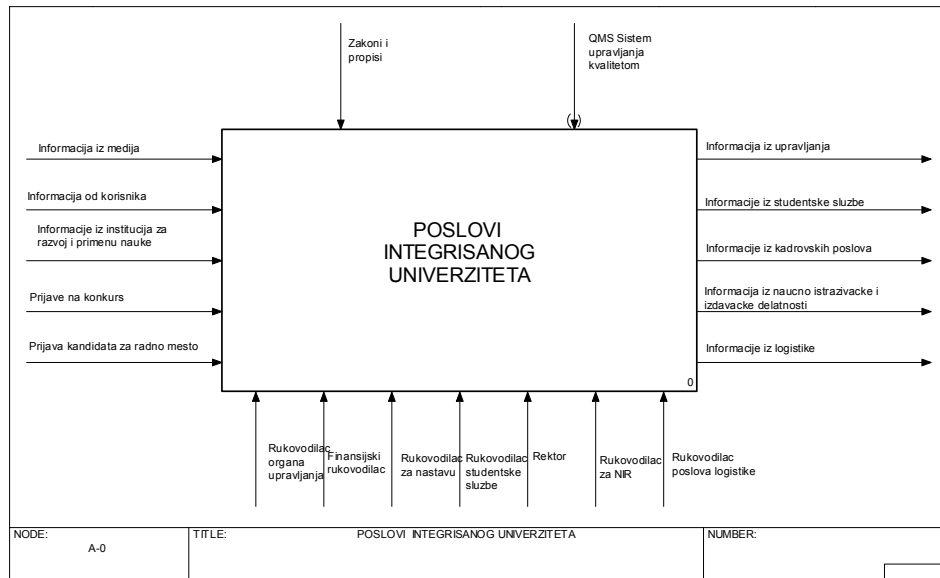 Zakoni i
propisi
QMS Sistem
upravljanja
kvalitetom
Informacija iz medija
Informacija od korisnika
Informacije iz institucija za
razvoj i primenu nauke
Prijave na konkurs
Prijava kandidata za radno mesto
POSLOVI
INTEGRISANOG
UNIVERZITETA
0
Informacija iz upravljanja
Informacije iz studentske sluzbe
Informacije iz kadrovskih poslova
Informacija iz naucno istrazivacke i
izdavacke delatnosti
Informacije iz logistike
Rukovodilac
organa
upravljanja
Finansijski
rukovodilac
Rukovodilac
za nastavu
Rukovodilac
studentske
sluzbe
Rektor
Rukovodilac
za NIR
Rukovodilac
poslova logistike
NODE:
A-0
TITLE:
POSLOVI INTEGRISANOG UNIVERZITETA
NUMBER: